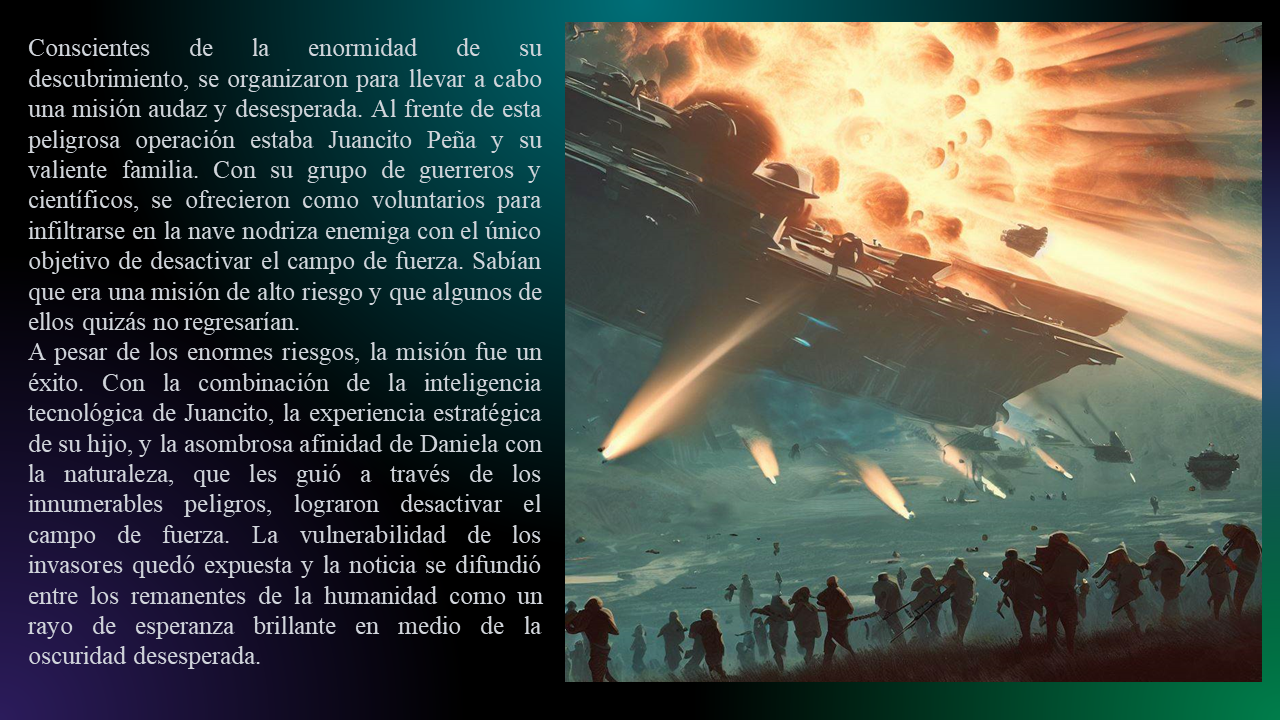 Conscientes de la enormidad de su
descubrimiento, se organizaron para llevar a cabo
una misión audaz y desesperada. Al frente de esta
peligrosa operación estaba Juancito Peña y su
valiente familia. Con su grupo de guerreros y
científicos, se ofrecieron como voluntarios para
infiltrarse en la nave nodriza enemiga con el único
objetivo de desactivar el campo de fuerza. Sabían
que era una misión de alto riesgo y que algunos de
ellos quizás no regresarían.
A pesar de los enormes riesgos, la misión fue un
éxito. Con la combinación de la inteligencia
tecnológica de Juancito, la experiencia estratégica
de su hijo, y la asombrosa afinidad de Daniela con
la naturaleza, que les guió a través de los
innumerables peligros, lograron desactivar el
campo de fuerza. La vulnerabilidad de los
invasores quedó expuesta y la noticia se difundió
entre los remanentes de la humanidad como un
rayo de esperanza brillante en medio de la
oscuridad desesperada.